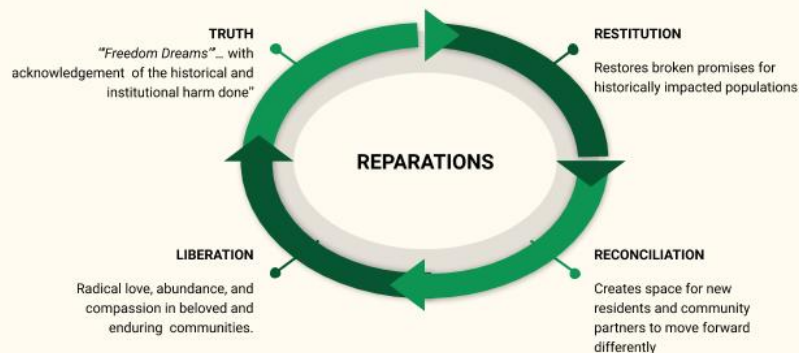 TRUTH
"“Freedom Dreams”"... with
acknowledgement of the historical and
institutional harm done"
RESTITUTION
Restores broken promises for
historically impacted populations
REPARATIONS
LIBERATION
Radical love, abundance, and
compassion in beloved and
enduring communities.
RECONCILIATION
Creates space for new
residents and community
partners to move forward
differently